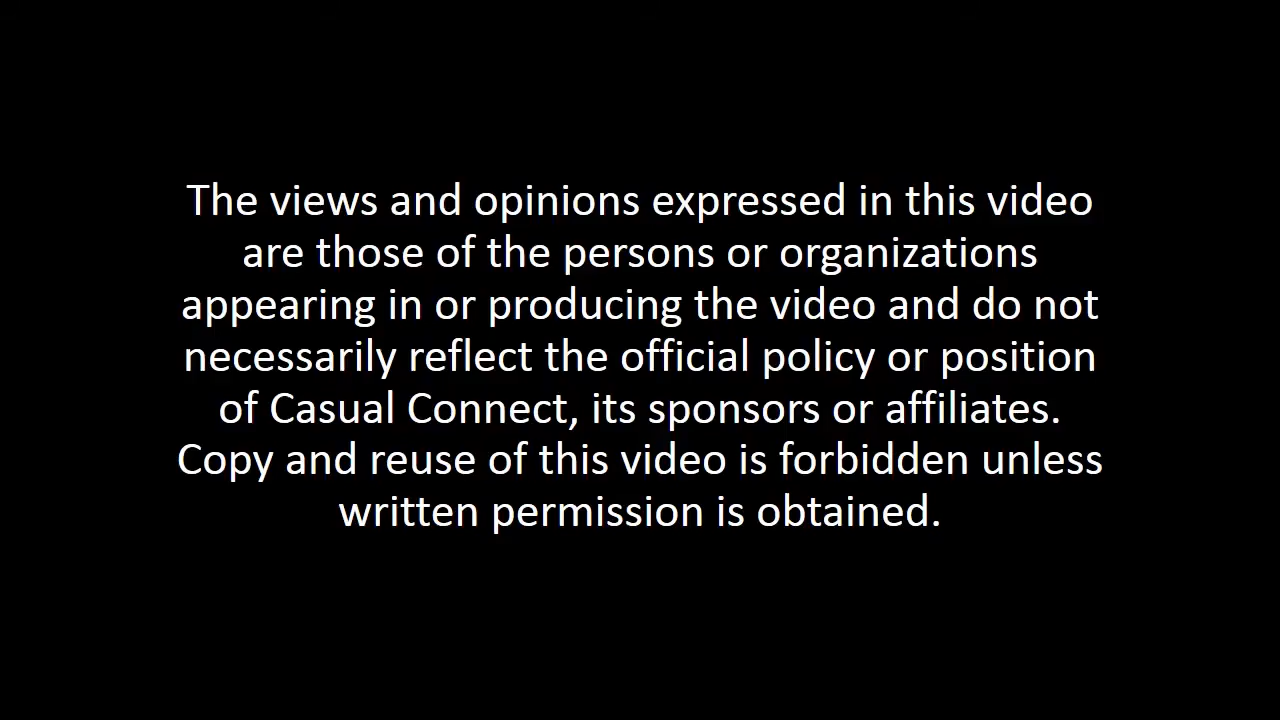 The views and opinions expressed in this video
are those of the persons or organizations
appearing in or producing the video and do not
necessarily reflect the official policy or position
of Casual Connect, its sponsors or affiliates.
Copy and reuse of this video is forbidden unless
written permission is obtained.